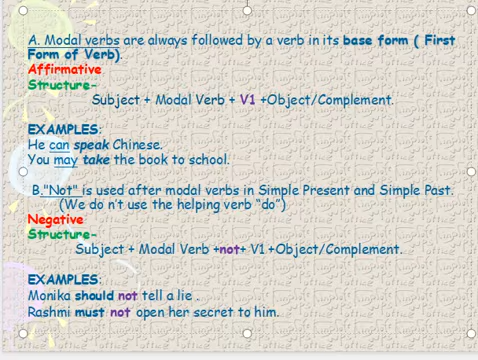 A. Modal verbs are always followed by a verb in its base form ( First
Form of Verb).
Affirmative
Structure-
Subject + Modal Verb + V1 +Object/Complement.
EXAMPLES:
He can speak Chinese.
You may take the book to school.
B."Not" is used after modal verbs in Simple Present and Simple Past.
(We do n’t use the helping verb “do”)
Negative
Structure-
Subject + Modal Verb +not+ V1 +Object/Complement.
EXAMPLES:
Monika should not tell a lie .
Rashmi must not open her secret to him.